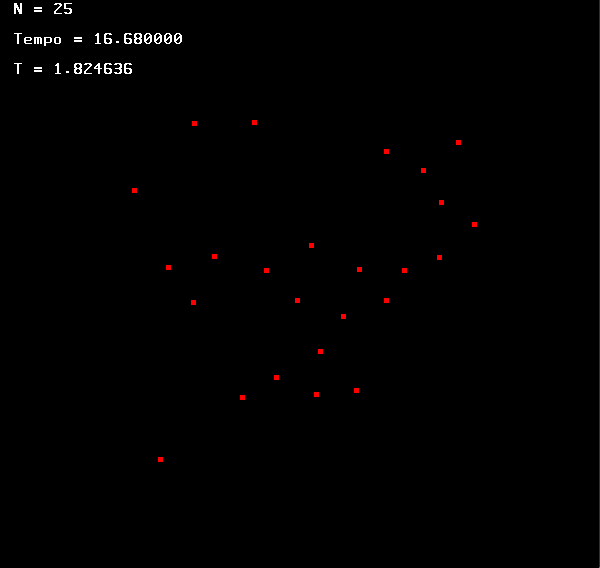 N = 25
Tempo = 16.680000
T = 1.824636